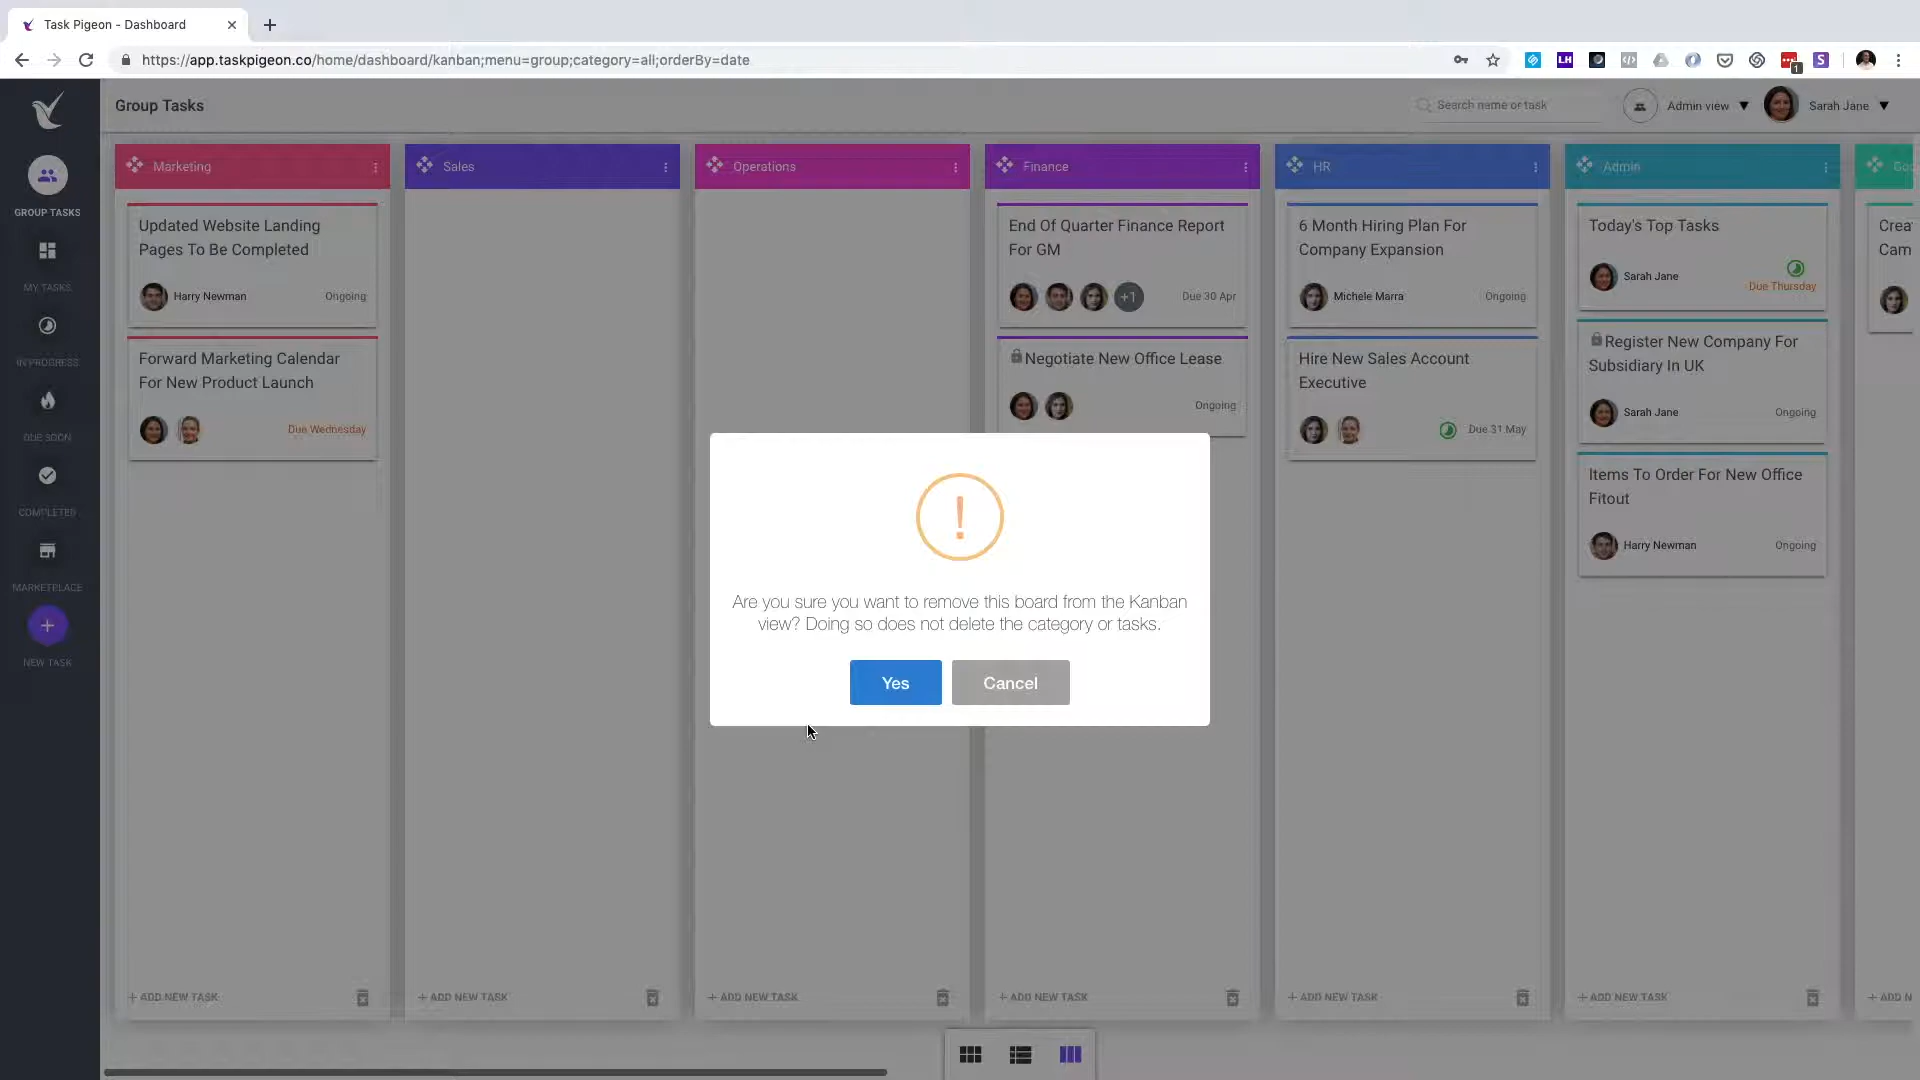 Task Pigeon - Dashboard
https://app.taskpigeon.co/home/dashboard/kanban;menu=group;category=all;orderBy=date
LH
1
S
Group Tasks
Search name or task
Admin view
Sarah Jane
GROUP TASKS
MY TASKS
IN PROGRESS
DUE SOON
COMPLETED
MARKETPLACE
+
NEW TASK
Marketing
Updated Website Landing
Pages To Be Completed
Harry Newman
Ongoing
Forward Marketing Calendar
For New Product Launch
Due Wednesday
+ ADD NEW TASK
Sales
+ ADD NEW TASK
Operations
+ ADD NEW TASK
Finance
End Of Quarter Finance Report
For GM
+1
Due 30 Apr
Negotiate New Office Lease
Ongoing
+ ADD NEW TASK
HR
6 Month Hiring Plan For
Company Expansion
Michele Marra
Ongoing
Hire New Sales Account
Executive
Due 31 May
+ ADD NEW TASK
Admin
Today's Top Tasks
Sarah Jane
Due Thursday
Register New Company For
Subsidiary In UK
Sarah Jane
Ongoing
Items To Order For New Office
Fitout
Harry Newman
Ongoing
+ ADD NEW TASK
Crea
Cam
+ ADD N
!
Are you sure you want to remove this board from the Kanban
view? Doing so does not delete the category or tasks.
Yes
Cancel